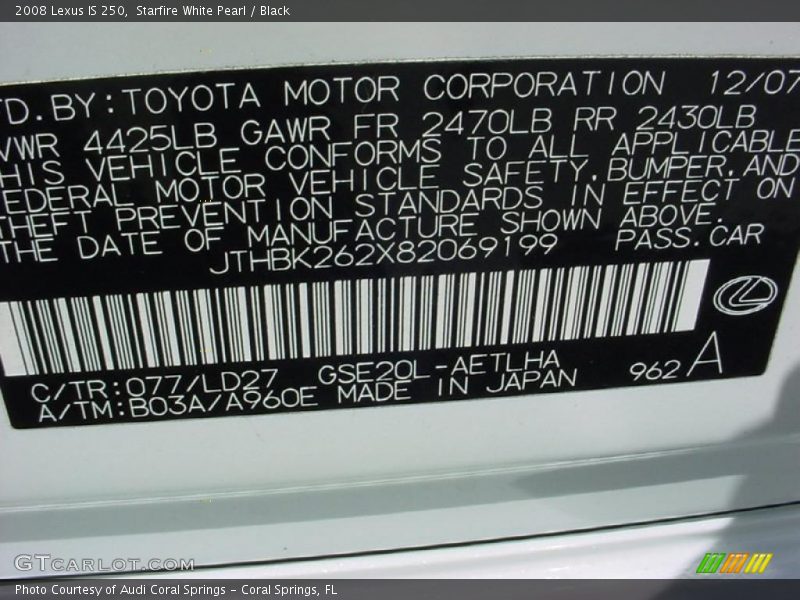 2008 Lexus IS 250,  Starfire White Pearl / Black
TD.BY:TOYOTA MOTOR CORPORATION 12/07
VWR 4425LB GAWR FR 2470LB RR 2430LB
HIS VEHICLE CONFORMS TO ALL APPLICABLE
EDERAL MOTOR VEHICLE SAFETY,BUMPER,AND
THEFT PREVENTION STANDARDS IN EFFECT ON
THE DATE OF MANUFACTURE SHOWN ABOVE.
JTHBK262X82069199 PASS.CAR
C/TR:077/LD27 GSE20L-AETLHA 962 A
A/TM:B03A/A960E MADE IN JAPAN
GTCARLOT.COM
Photo Courtesy of Audi Coral Springs - Coral Springs, FL